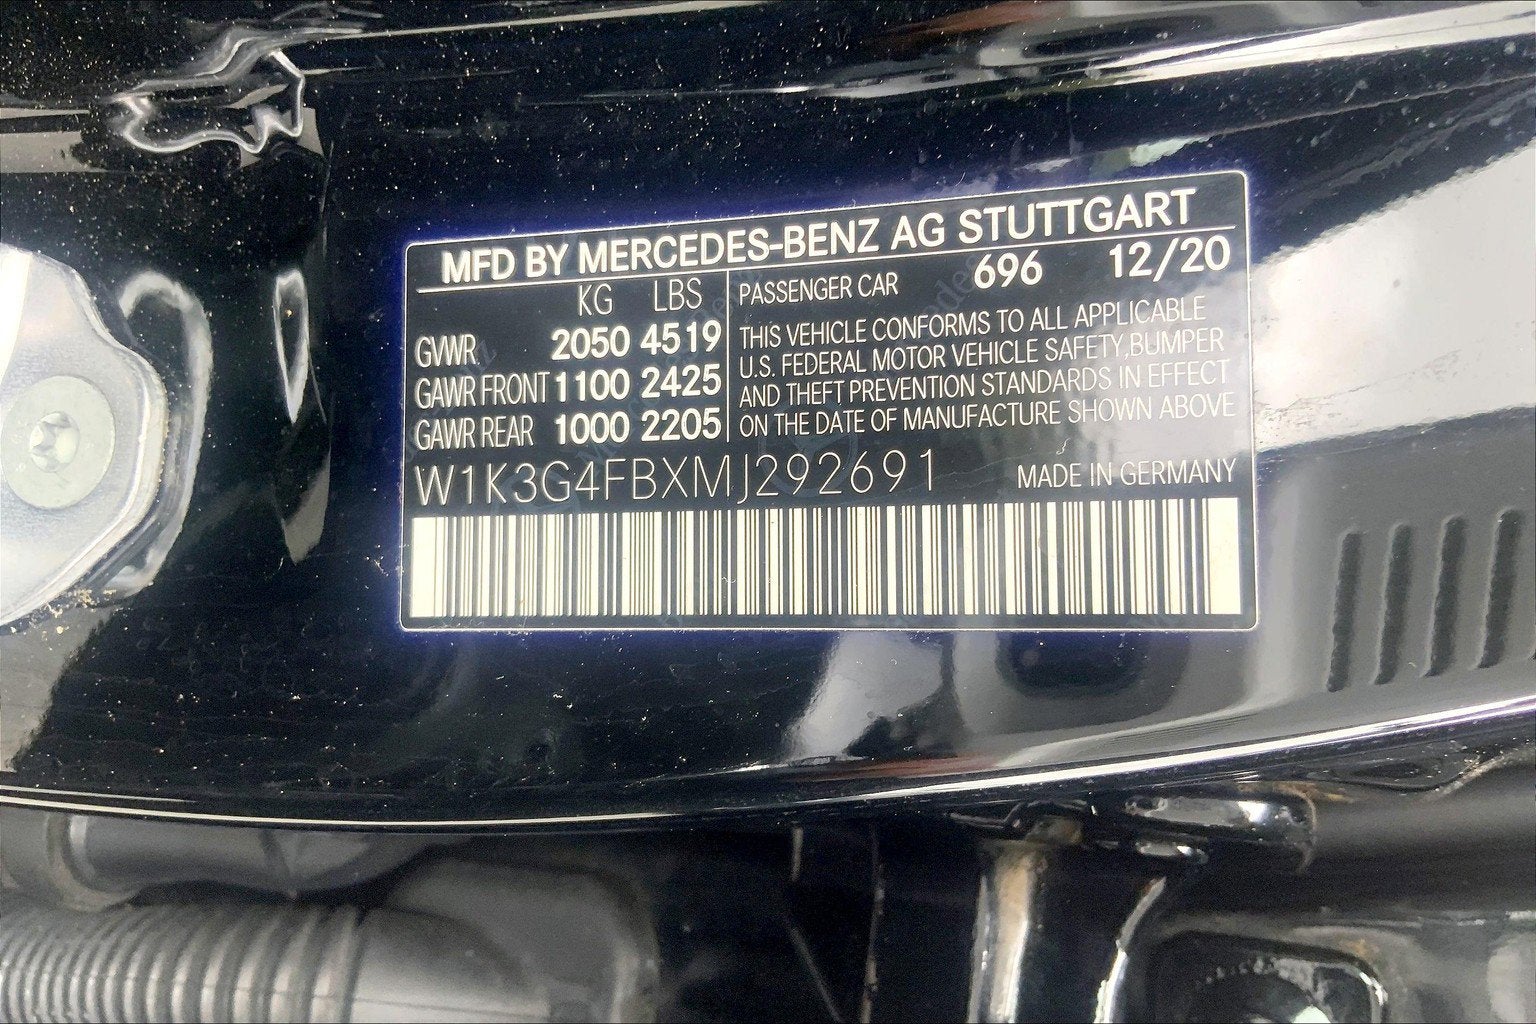 MFD BY MERCEDES-BENZ AG STUTTGART
KG LBS
GVWR 2050 4519
GAWR FRONT 1100 2425
GAWR REAR 1000 2205
PASSENGER CAR 696 12/20
THIS VEHICLE CONFORMS TO ALL APPLICABLE
U.S. FEDERAL MOTOR VEHICLE SAFETY,BUMPER
AND THEFT PREVENTION STANDARDS IN EFFECT
ON THE DATE OF MANUFACTURE SHOWN ABOVE
W1K3G4FBXMJ292691 MADE IN GERMANY